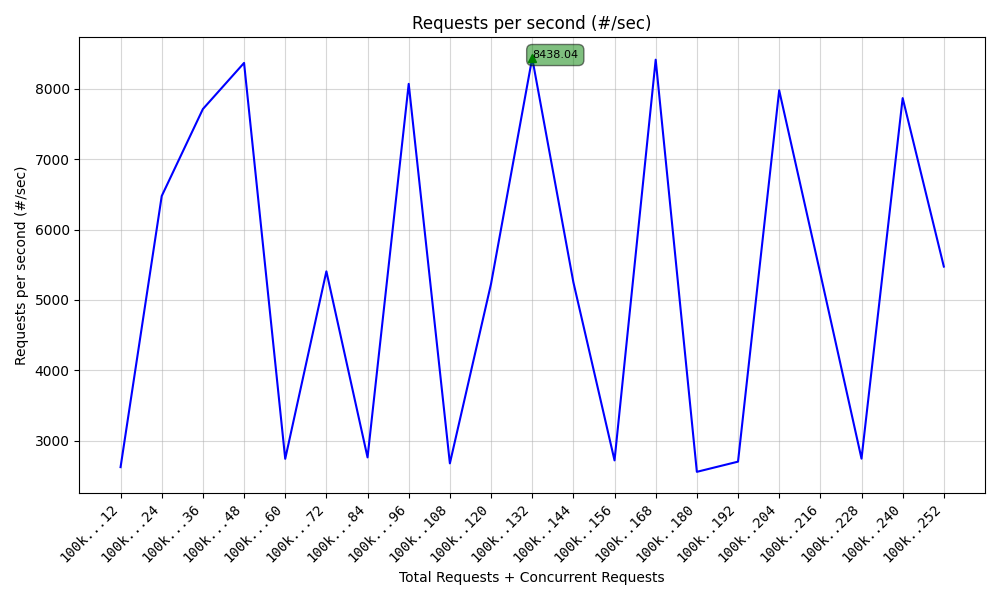 Requests per second (#/sec)
8438.04
8000
7000
6000
5000
4000
3000
Requests per second (#/sec)
100k..12
100k..24
100k..36
100k..48
100k..60
100k..72
100k..84
100k..96
100k..108
100k..120
100k..132
100k..144
100k..156
100k..168
100k..180
100k..192
100k..204
100k..216
100k..228
100k..240
100k..252
Total Requests + Concurrent Requests